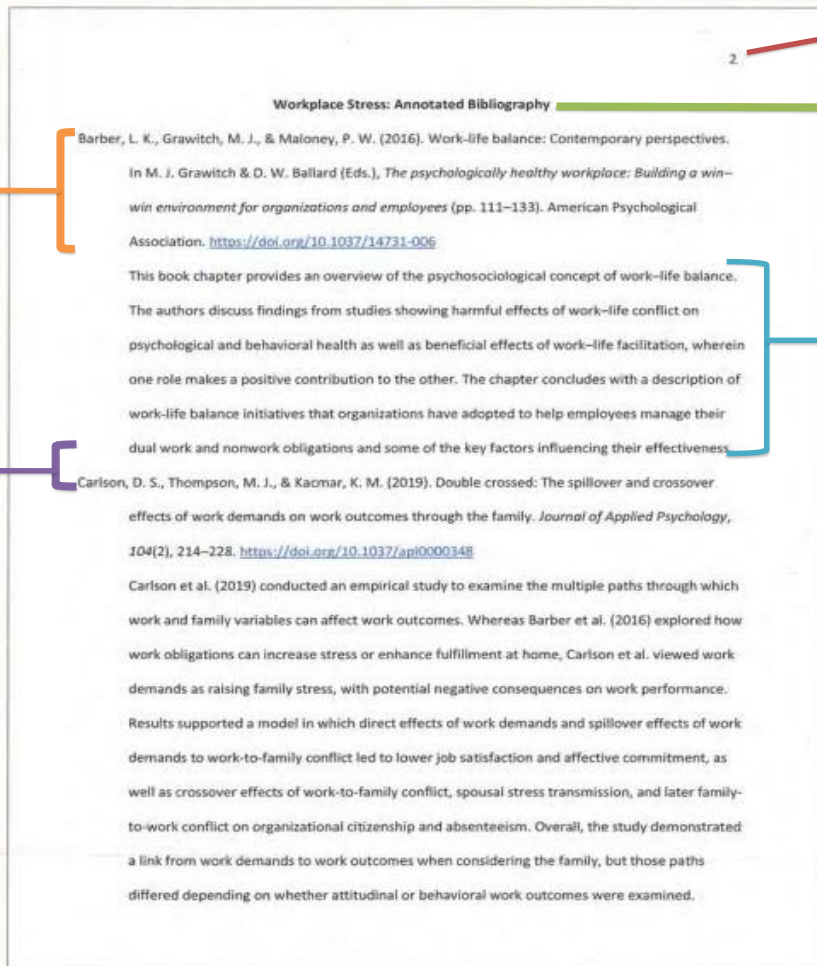 2
Workplace Stress: Annotated Bibliography
Barber, L. K., Grawitch, M. J., & Maloney, P. W. (2016). Work-life balance: Contemporary perspectives.
In M. J. Grawitch & D. W. Ballard (Eds.), The psychologically healthy workplace: Building a win–
win environment for organizations and employees (pp. 111–133). American Psychological
Association. https://doi.org/10.1037/14731-006
This book chapter provides an overview of the psychosociological concept of work–life balance.
The authors discuss findings from studies showing harmful effects of work–life conflict on
psychological and behavioral health as well as beneficial effects of work–life facilitation, wherein
one role makes a positive contribution to the other. The chapter concludes with a description of
work-life balance initiatives that organizations have adopted to help employees manage their
dual work and nonwork obligations and some of the key factors influencing their effectiveness.
Carlson, D. S., Thompson, M. J., & Kacmar, K. M. (2019). Double crossed: The spillover and crossover
effects of work demands on work outcomes through the family. Journal of Applied Psychology,
104(2), 214–228. https://doi.org/10.1037/apl0000348
Carlson et al. (2019) conducted an empirical study to examine the multiple paths through which
work and family variables can affect work outcomes. Whereas Barber et al. (2016) explored how
work obligations can increase stress or enhance fulfillment at home, Carlson et al. viewed work
demands as raising family stress, with potential negative consequences on work performance.
Results supported a model in which direct effects of work demands and spillover effects of work
demands to work-to-family conflict led to lower job satisfaction and affective commitment, as
well as crossover effects of work-to-family conflict, spousal stress transmission, and later family-
to-work conflict on organizational citizenship and absenteeism. Overall, the study demonstrated
a link from work demands to work outcomes when considering the family, but those paths
differed depending on whether attitudinal or behavioral work outcomes were examined.